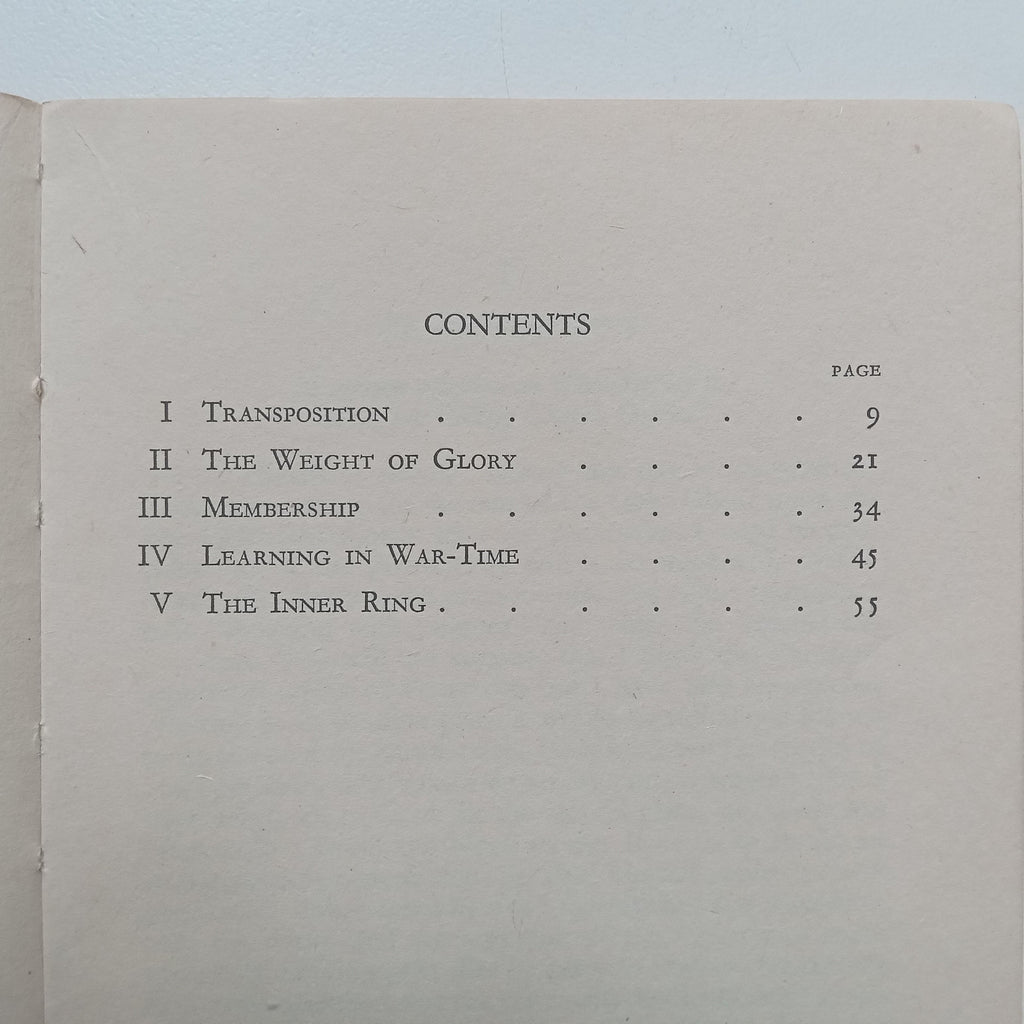 CONTENTS
PAGE
I Transposition . . . . . . 9
II The Weight of Glory . . . . 21
III Membership . . . . . . 34
IV Learning in War-Time . . . . 45
V The Inner Ring . . . . . . 55